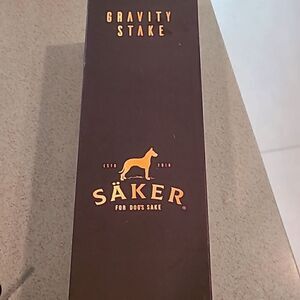 GRAVITY
STAKE
ESTD 2018
SÄKER®
FOR DOG'S SAKE